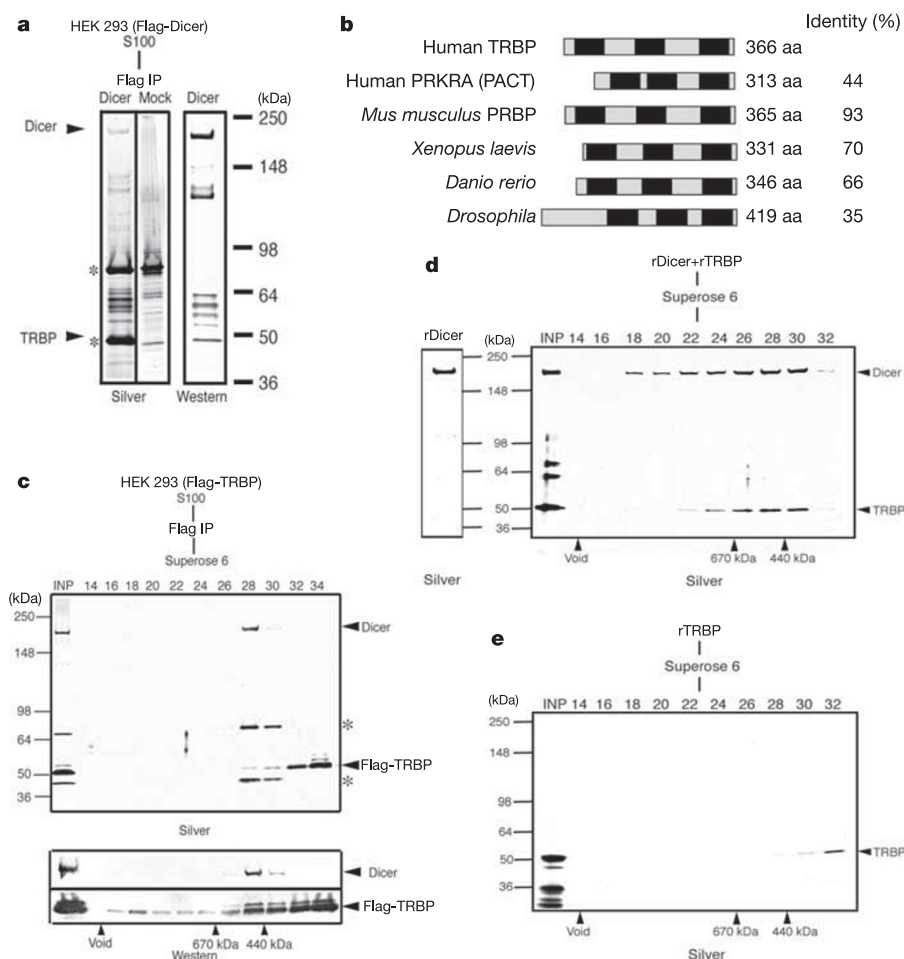 a
HEK 293 (Flag-Dicer)
S100
Flag IP
Dicer Mock Dicer
(kDa)
Dicer
250
148
98
*
64
TRBP
*
50
36
Silver Western
b
Identity (%)
Human TRBP 366 aa
Human PRKRA (PACT) 313 aa 44
Mus musculus PRBP 365 aa 93
Xenopus laevis 331 aa 70
Danio rerio 346 aa 66
Drosophila 419 aa 35
c
HEK 293 (Flag-TRBP)
S100
Flag IP
Superose 6
INP 14 16 18 20 22 24 26 28 30 32 34
(kDa)
250
Dicer
148
98
*
64
Flag-TRBP
50
*
36
Silver
Dicer
Flag-TRBP
Void 670 kDa 440 kDa
Western
d
rDicer+rTRBP
Superose 6
rDicer (kDa) INP 14 16 18 20 22 24 26 28 30 32
250
Dicer
148
98
64
50
TRBP
36
Void 670 kDa 440 kDa
Silver Silver
e
rTRBP
Superose 6
(kDa) INP 14 16 18 20 22 24 26 28 30 32
250
148
98
64
50
TRBP
36
Void 670 kDa 440 kDa
Silver